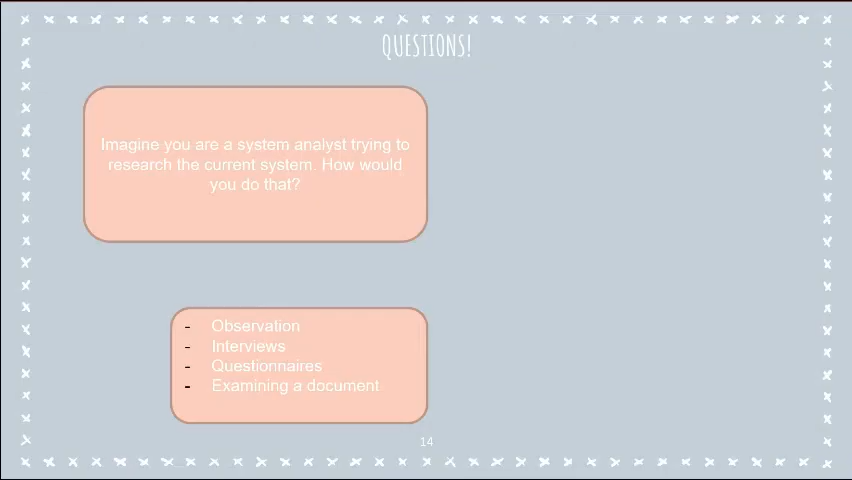 QUESTIONS!
Imagine you are a system analyst trying to
research the current system. How would
you do that?
- Observation
- Interviews
- Questionnaires
- Examining a document
14